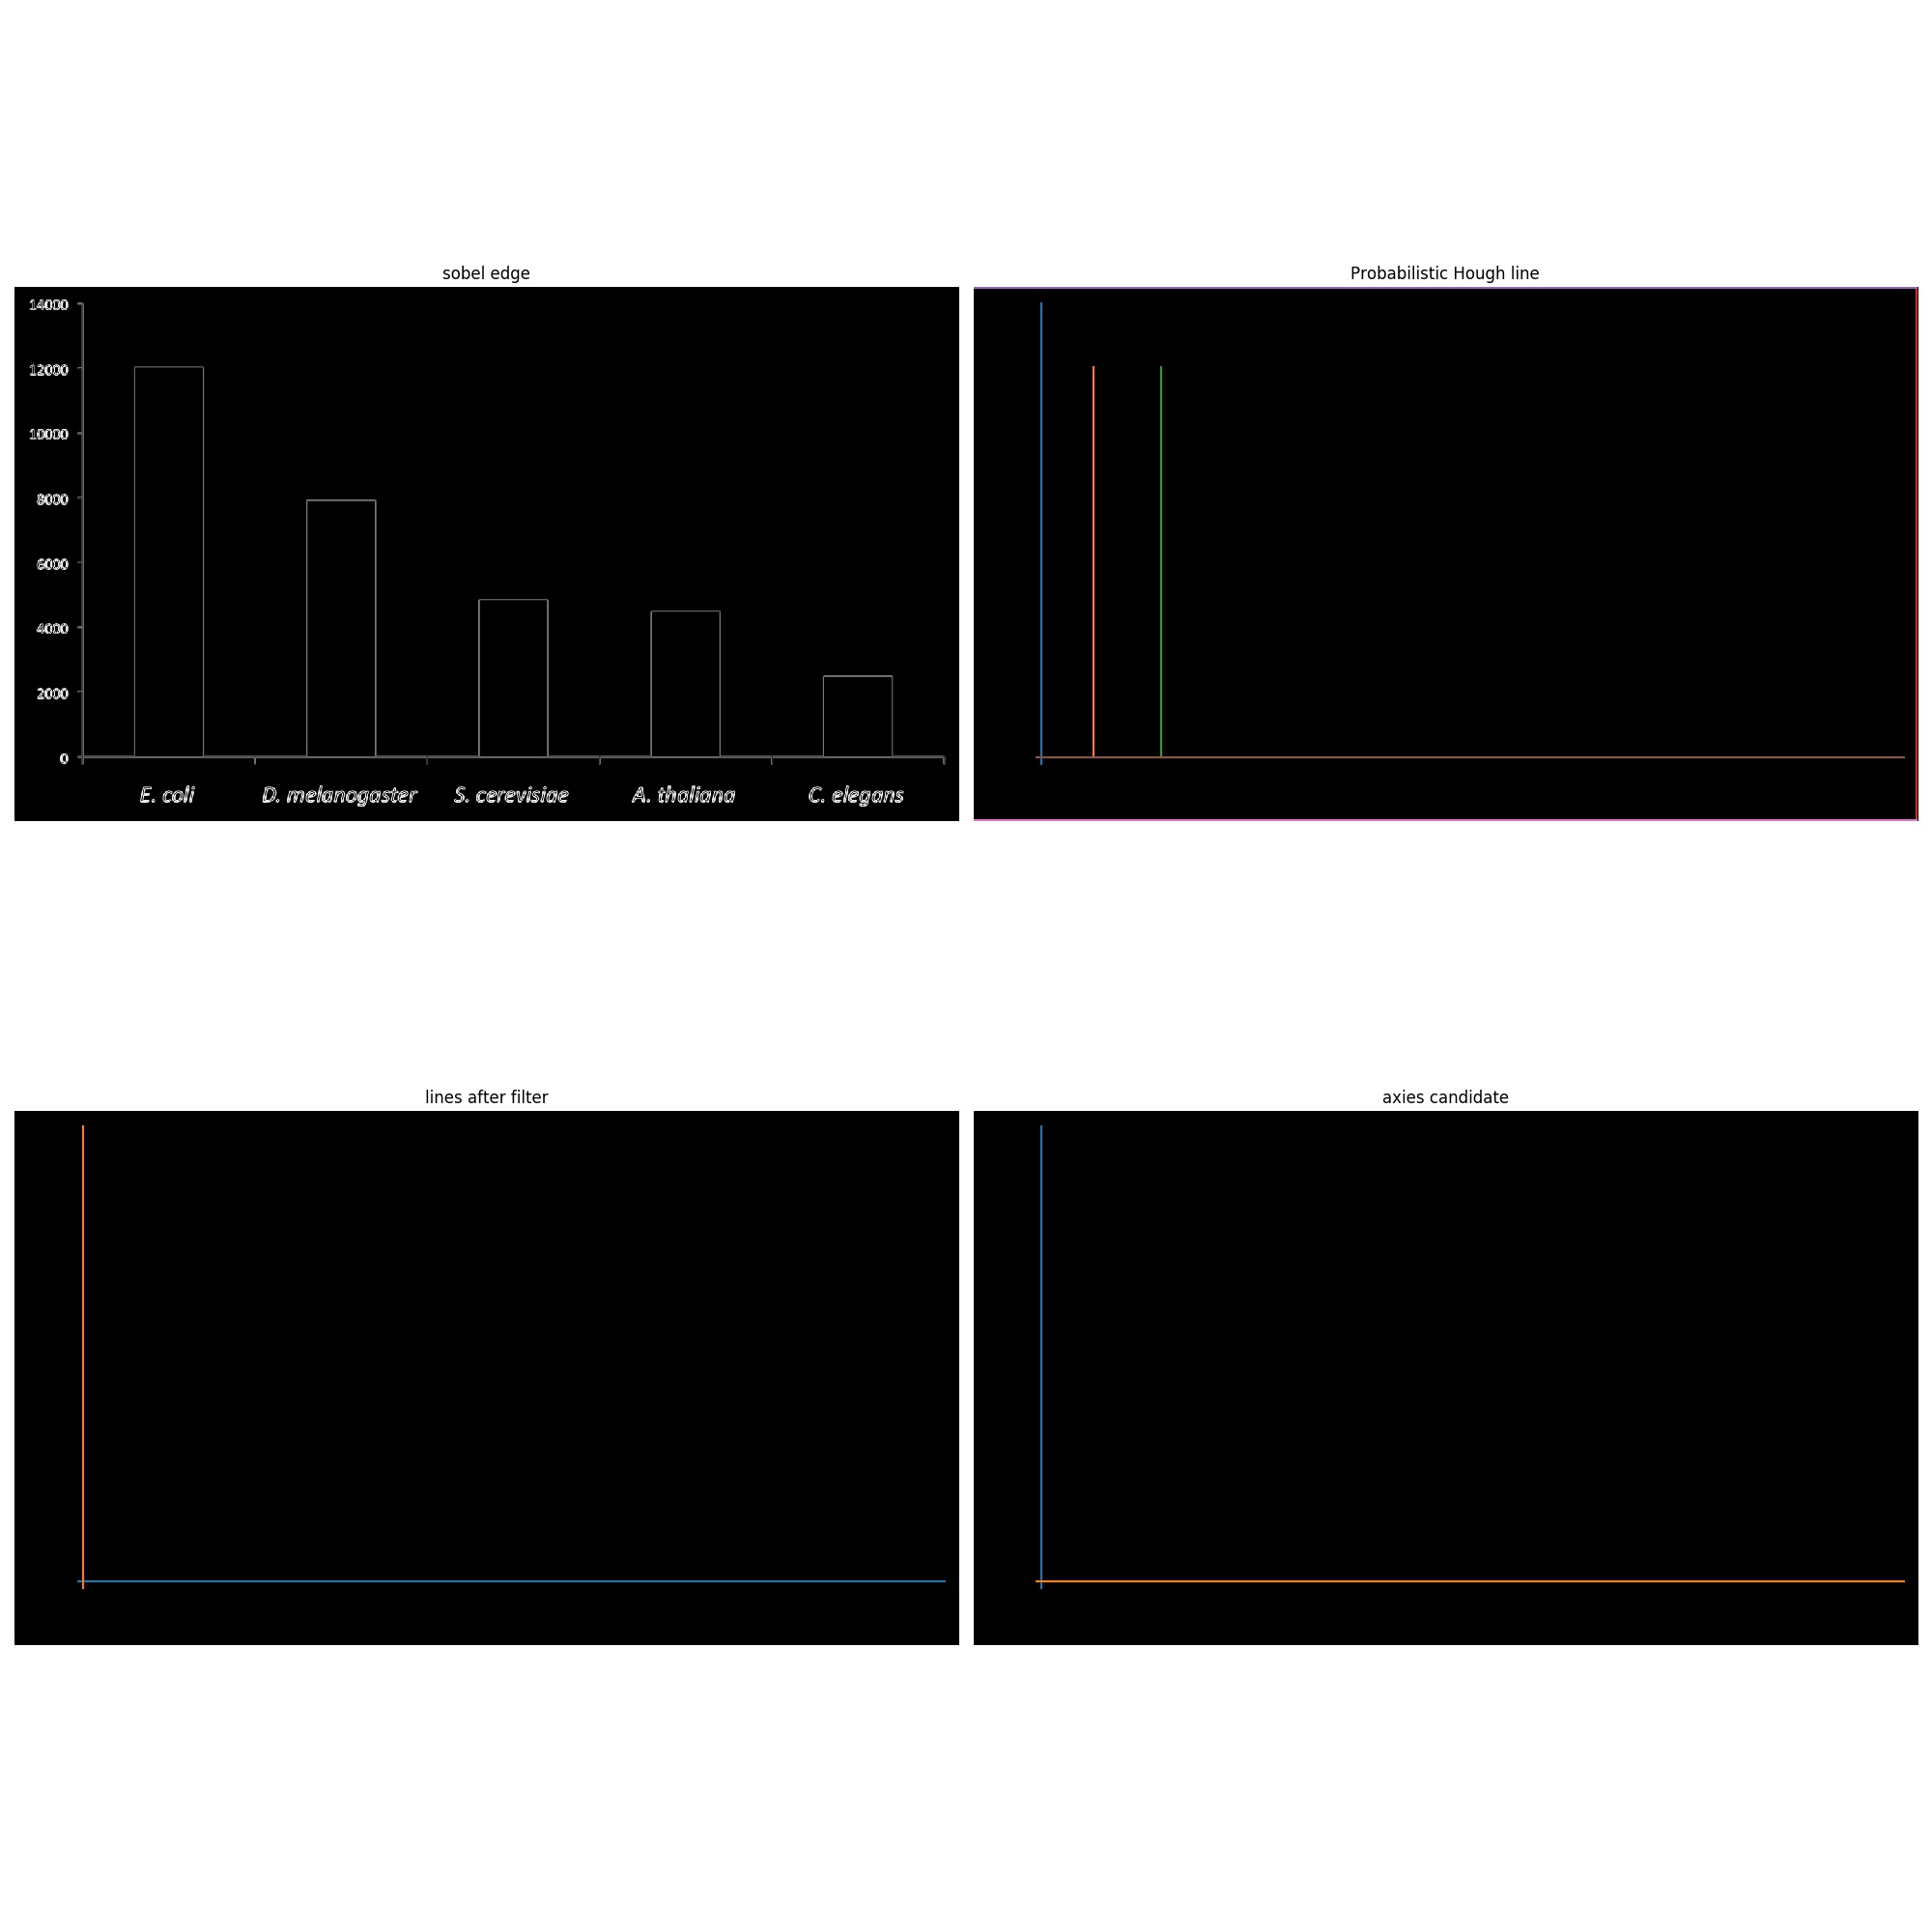 sobel edge
Probabilistic Hough line
14000
12000
10000
8000
6000
4000
2000
0
E. coli D. melanogaster S. cerevisiae A. thaliana C. elegans
lines after filter
axies candidate